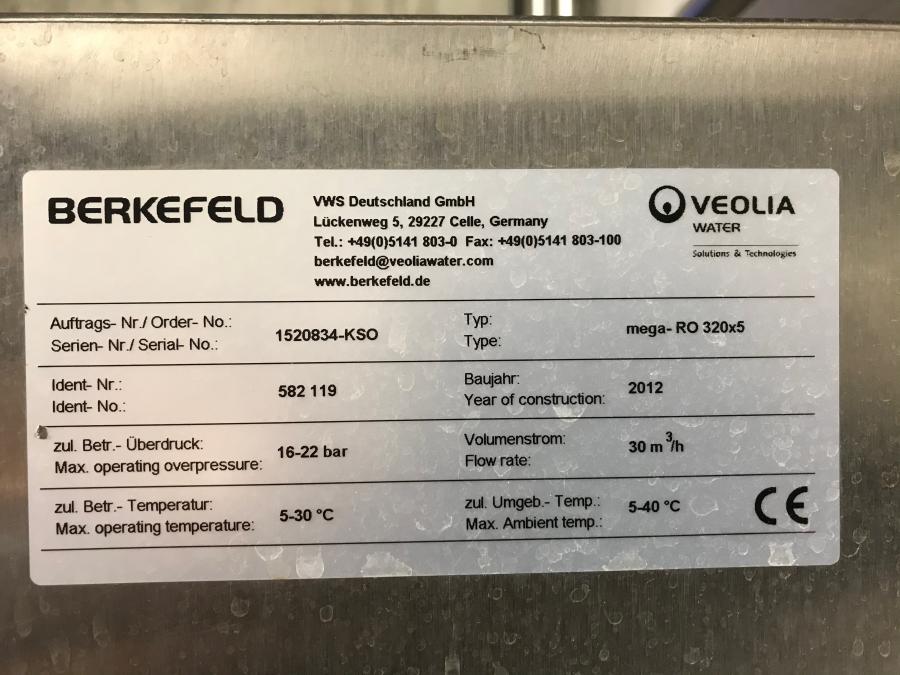 BERKEFELD
VWS Deutschland GmbH
Lückenweg 5, 29227 Celle, Germany
Tel.: +49(0)5141 803-0 Fax: +49(0)5141 803-100
berkefeld@veoliawater.com
www.berkefeld.de
VEOLIA
WATER
Solutions & Technologies
Auftrags- Nr./ Order- No.:
Serien- Nr./ Serial- No.:
1520834-KSO
Typ:
Type:
mega- RO 320x5
Ident- Nr.:
Ident- No.:
582 119
Baujahr:
Year of construction:
2012
zul. Betr.- Überdruck:
Max. operating overpressure:
16-22 bar
Volumenstrom:
Flow rate:
30 m³/h
zul. Betr.- Temperatur:
Max. operating temperature:
5-30 °C
zul. Umgeb.- Temp.:
Max. Ambient temp.:
5-40 °C
CE